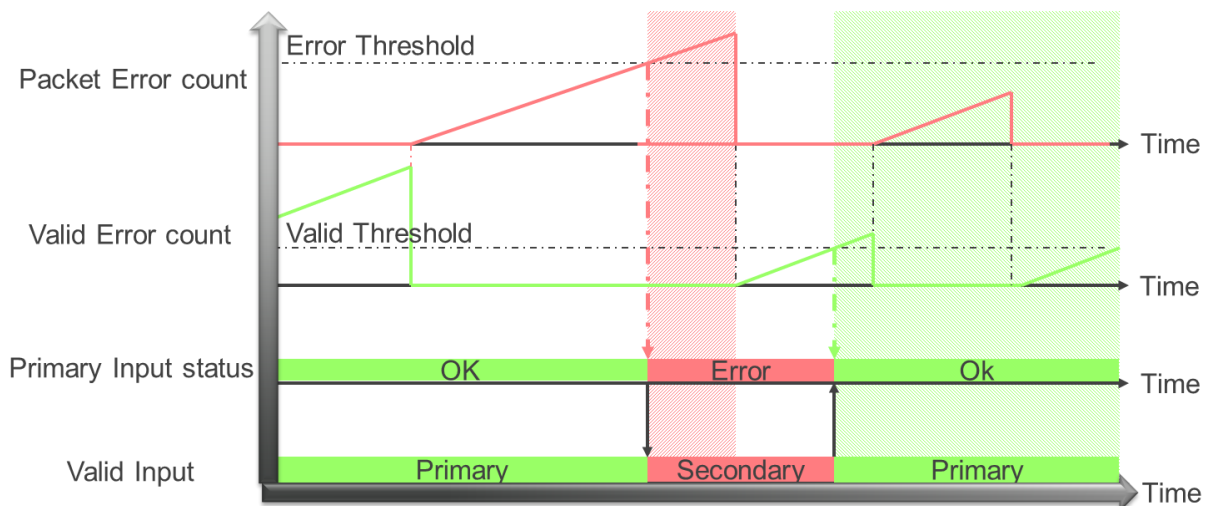 Error Threshold
Packet Error count
Time
Valid Error count
Valid Threshold
Time
Primary Input status
OK
Error
Ok
Time
Valid Input
Primary
Secondary
Primary
Time